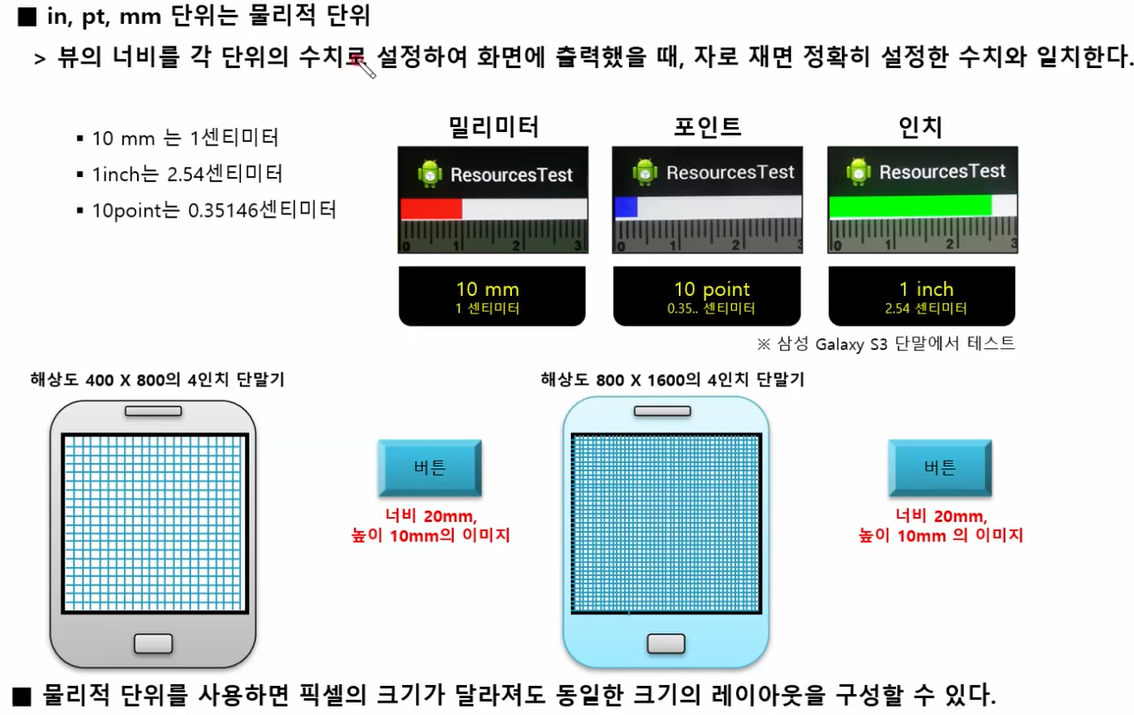 ■ in, pt, mm 단위는 물리적 단위
> 뷰의 너비를 각 단위의 수치로 설정하여 화면에 출력했을 때, 자로 재면 정확히 설정한 수치와 일치한다.
▪ 10 mm 는 1센티미터
▪ 1inch는 2.54센티미터
▪ 10point는 0.35146센티미터
밀리미터
ResourcesTest
0 1 2 3
10 mm
1 센티미터
포인트
ResourcesTest
0 1 2 3
10 point
0.35.. 센티미터
인치
ResourcesTest
0 1 2 3
1 inch
2.54 센티미터
※ 삼성 Galaxy S3 단말에서 테스트
해상도 400 X 800의 4인치 단말기
버튼
너비 20mm,
높이 10mm의 이미지
해상도 800 X 1600의 4인치 단말기
버튼
너비 20mm,
높이 10mm 의 이미지
■ 물리적 단위를 사용하면 픽셀의 크기가 달라져도 동일한 크기의 레이아웃을 구성할 수 있다.